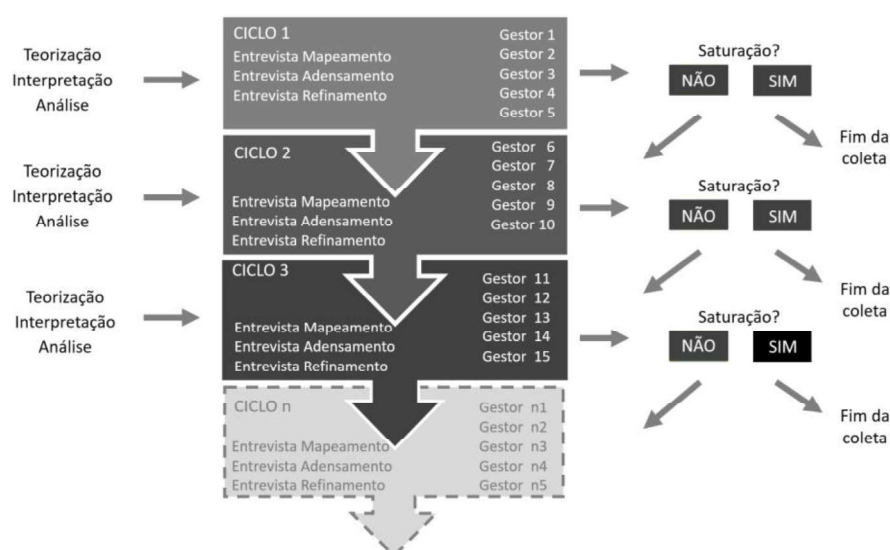 Teorização
Interpretação
Análise
CICLO 1
Entrevista Mapeamento
Entrevista Adensamento
Entrevista Refinamento
Gestor 1
Gestor 2
Gestor 3
Gestor 4
Gestor 5
Saturação?
NÃO SIM
Fim da
coleta
Teorização
Interpretação
Análise
CICLO 2
Entrevista Mapeamento
Entrevista Adensamento
Entrevista Refinamento
Gestor 6
Gestor 7
Gestor 8
Gestor 9
Gestor 10
Saturação?
NÃO SIM
Fim da
coleta
Teorização
Interpretação
Análise
CICLO 3
Entrevista Mapeamento
Entrevista Adensamento
Entrevista Refinamento
Gestor 11
Gestor 12
Gestor 13
Gestor 14
Gestor 15
Saturação?
NÃO SIM
Fim da
coleta
CICLO n
Entrevista Mapeamento
Entrevista Adensamento
Entrevista Refinamento
Gestor n1
Gestor n2
Gestor n3
Gestor n4
Gestor n5